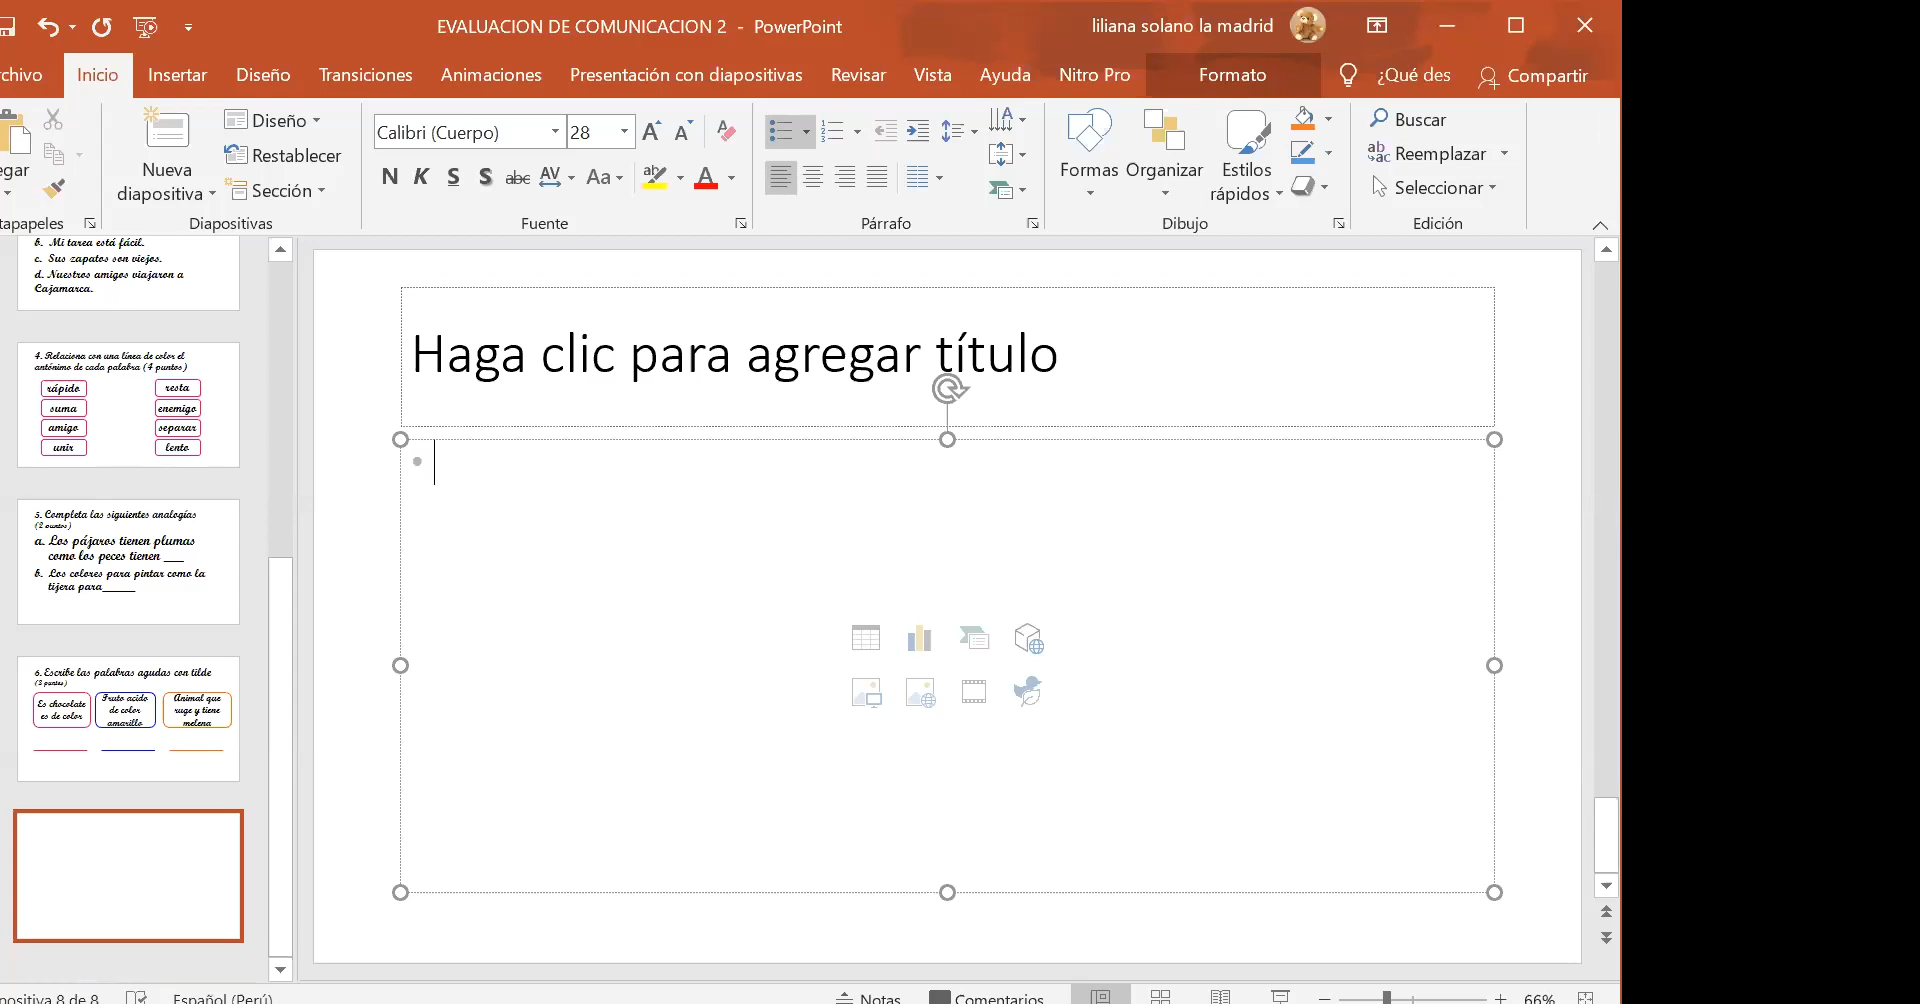 EVALUACION DE COMUNICACION 2 - PowerPoint
liliana solano la madrid
rchivo Inicio Insertar Diseño Transiciones Animaciones Presentación con diapositivas Revisar Vista Ayuda Nitro Pro Formato ¿Qué des Compartir
egar
Nueva
diapositiva
Diseño
Restablecer
Sección
Calibri (Cuerpo) 28
N K S S abc AV Aa ab A
Formas
Organizar
Estilos
rápidos
Buscar
Reemplazar
Seleccionar
tapapeles Diapositivas Fuente Párrafo Dibujo Edición
b. Mi tarea está fácil.
c. Sus zapatos son viejos.
d. Nuestros amigos viajaron a
Cajamarca.
4. Relaciona con una línea de color el
antónimo de cada palabra (4 puntos)
rápido resta
suma enemigo
amigo separar
unir lento
5. Completa las siguientes analogías
(2 puntos)
a. Los pájaros tienen plumas
como los peces tienen ___
b. Los colores para pintar como la
tijera para_____
6. Escribe las palabras agudas con tilde
(3 puntos)
Es chocolate
es de color
Fruto acido
de color
amarillo
Animal que
ruge y tiene
melena
Haga clic para agregar título
positiva 8 de 8 Español (Perú) Notas Comentarios 66%